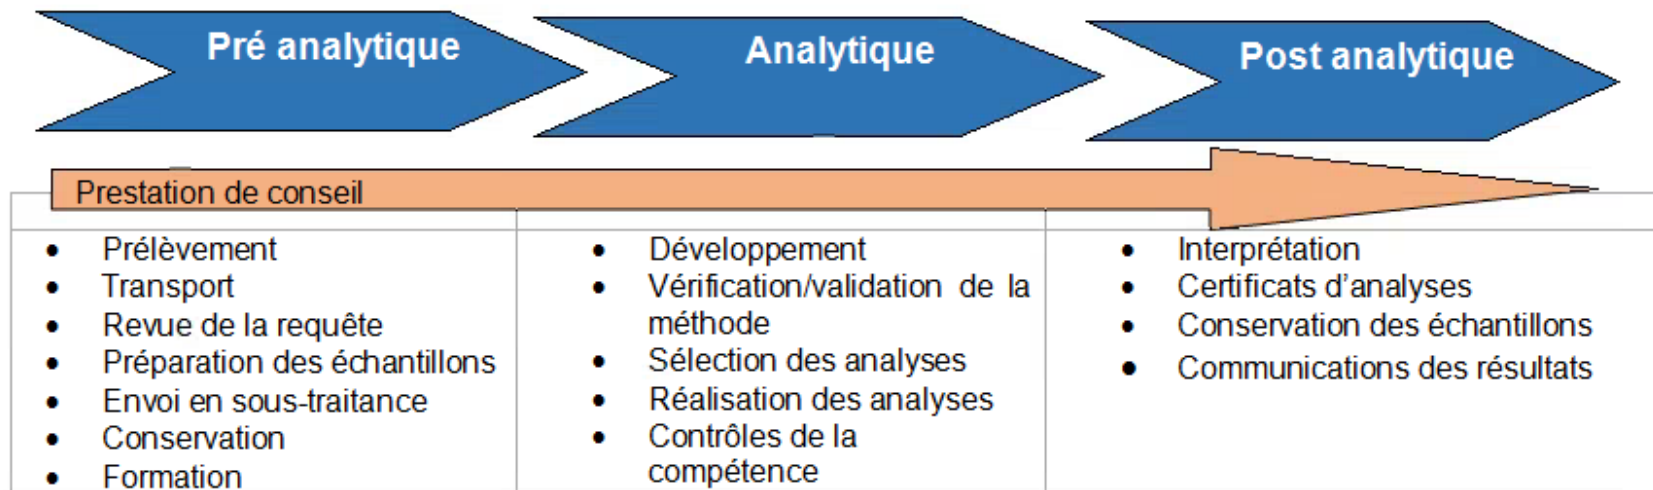 Pré analytique
Analytique
Post analytique
Prestation de conseil
• Prélèvement
• Transport
• Revue de la requête
• Préparation des échantillons
• Envoi en sous-traitance
• Conservation
• Formation
• Développement
• Vérification/validation de la
méthode
• Sélection des analyses
• Réalisation des analyses
• Contrôles de la
compétence
• Interprétation
• Certificats d’analyses
• Conservation des échantillons
• Communications des résultats